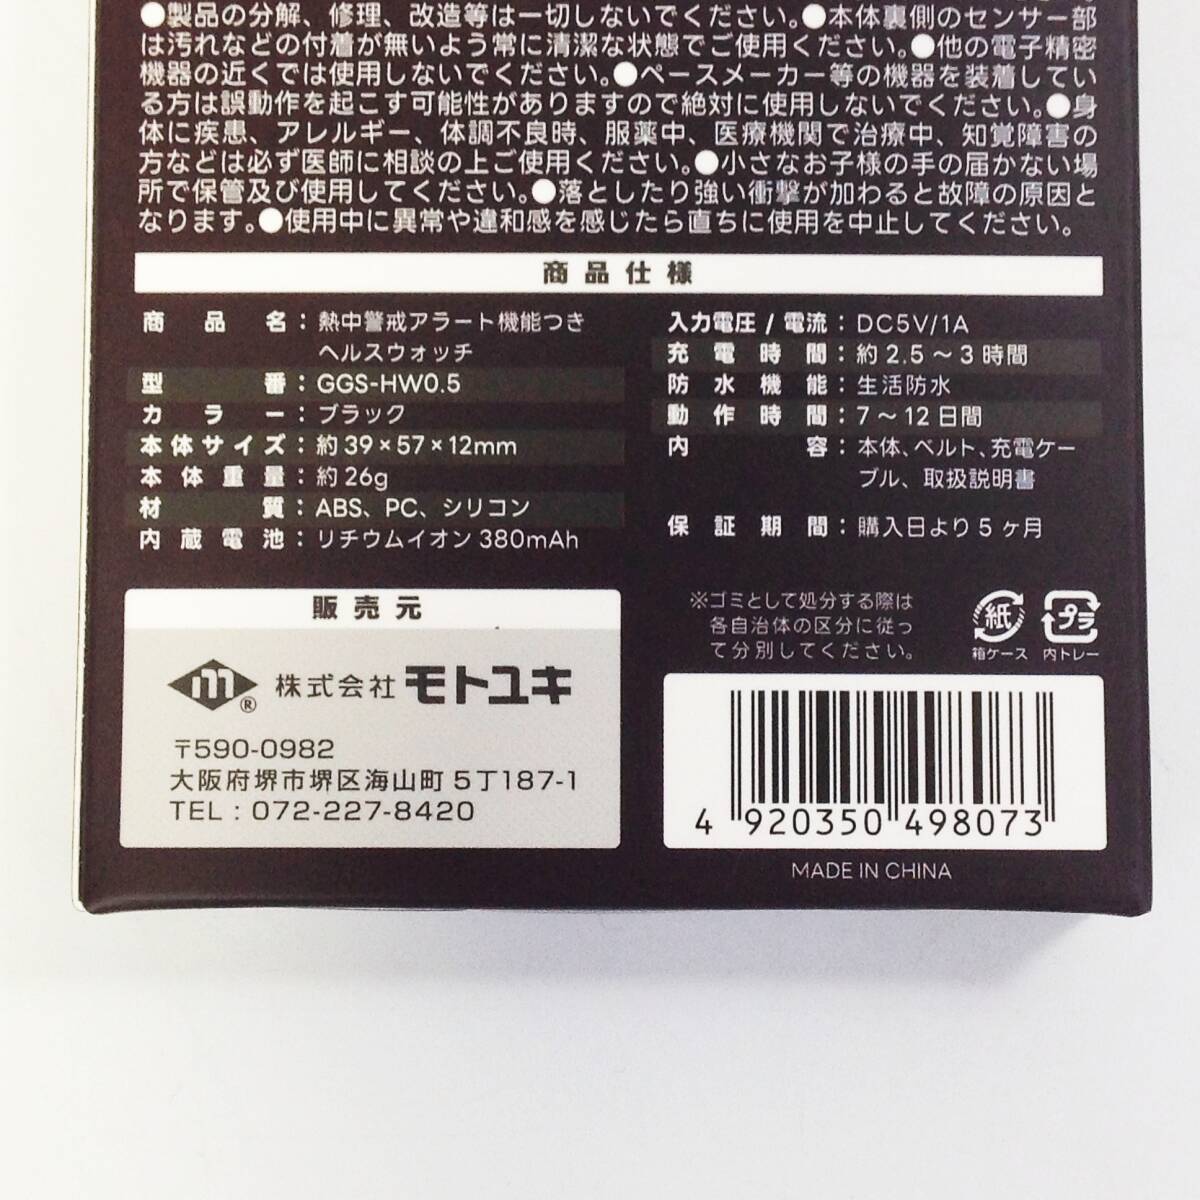 ●製品の分解、修理、改造等は一切しないでください。●本体裏側のセンサー部
は汚れなどの付着が無いよう常に清潔な状態でご使用ください。●他の電子精密
機器の近くでは使用しないでください。●ペースメーカー等の機器を装着してい
る方は誤動作を起こす可能性がありますので絶対に使用しないでください。●身
体に疾患、アレルギー、体調不良時、服薬中、医療機関で治療中、知覚障害の
方などは必ず医師に相談の上ご使用ください。●小さなお子様の手の届かない場
所で保管及び使用してください。●落としたり強い衝撃が加わると故障の原因と
なります。●使用中に異常や違和感を感じたら直ちに使用を中止してください。
商品仕様
商品名：熱中警戒アラート機能つき
ヘルスウォッチ
型番：GGS-HW0.5
カラー：ブラック
本体サイズ：約39×57×12mm
本体重量：約26g
材質：ABS、PC、シリコン
内蔵電池：リチウムイオン380mAh
入力電圧/電流：DC5V/1A
充電時間：約2.5～3時間
防水機能：生活防水
動作時間：7～12日間
内容：本体、ベルト、充電ケー
ブル、取扱説明書
保証期間：購入日より5ヶ月
販売元
m® 株式会社モトユキ
〒590-0982
大阪府堺市堺区海山町5丁187-1
TEL：072-227-8420
※ゴミとして処分する際は
各自治体の区分に従っ
て分別してください。
紙
箱ケース
プラ
内トレー
4 920350 498073
MADE IN CHINA